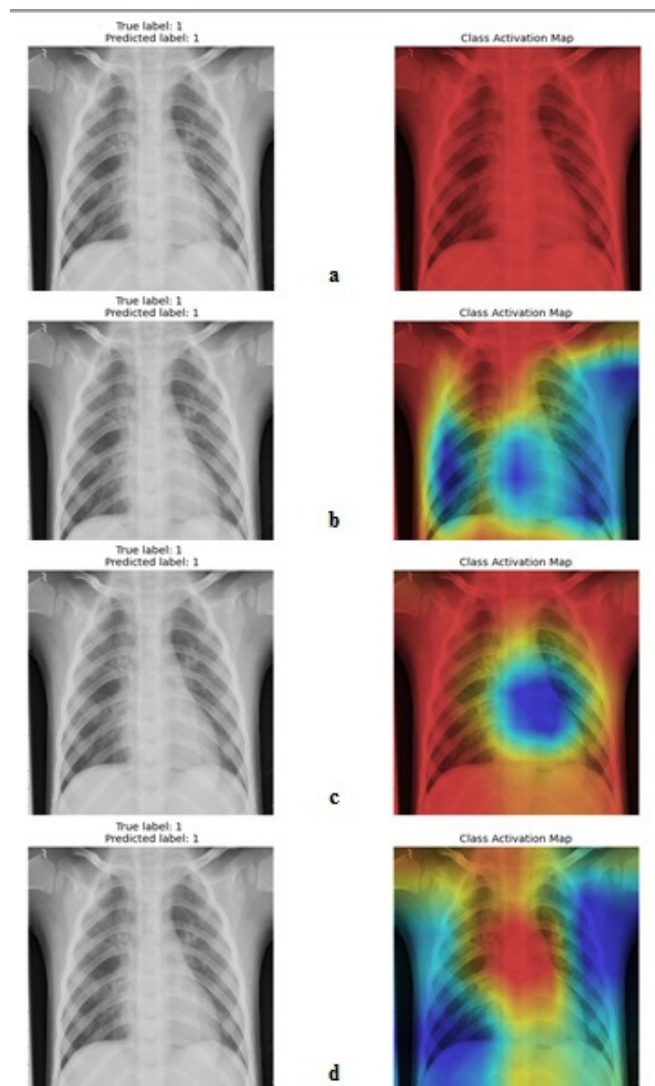 True label: 1
Predicted label: 1
Class Activation Map
a
True label: 1
Predicted label: 1
Class Activation Map
b
True label: 1
Predicted label: 1
Class Activation Map
c
True label: 1
Predicted label: 1
Class Activation Map
d